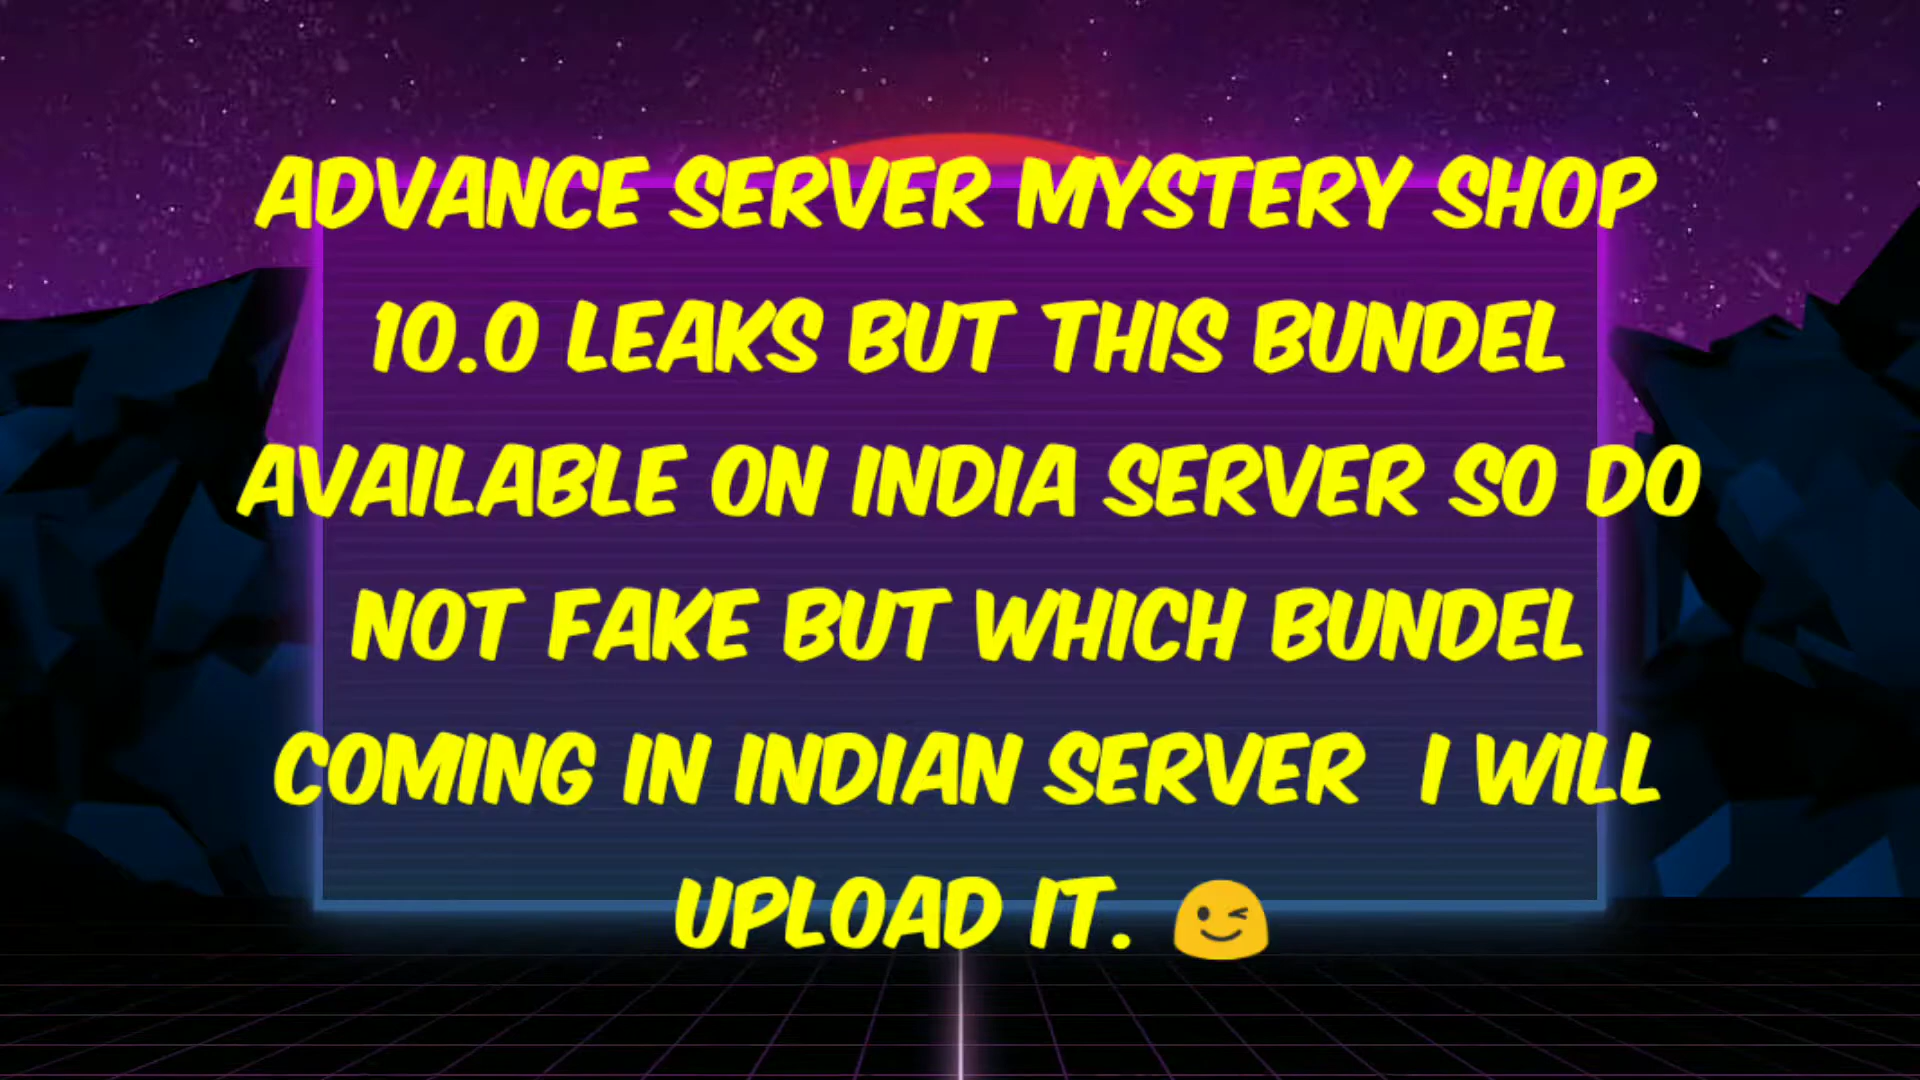 ADVANCE SERVER MYSTERY SHOP
10.0 LEAKS BUT THIS BUNDEL
AVAILABLE ON INDIA SERVER SO DO
NOT FAKE BUT WHICH BUNDEL
COMING IN INDIAN SERVER I WILL
UPLOAD IT. 😉